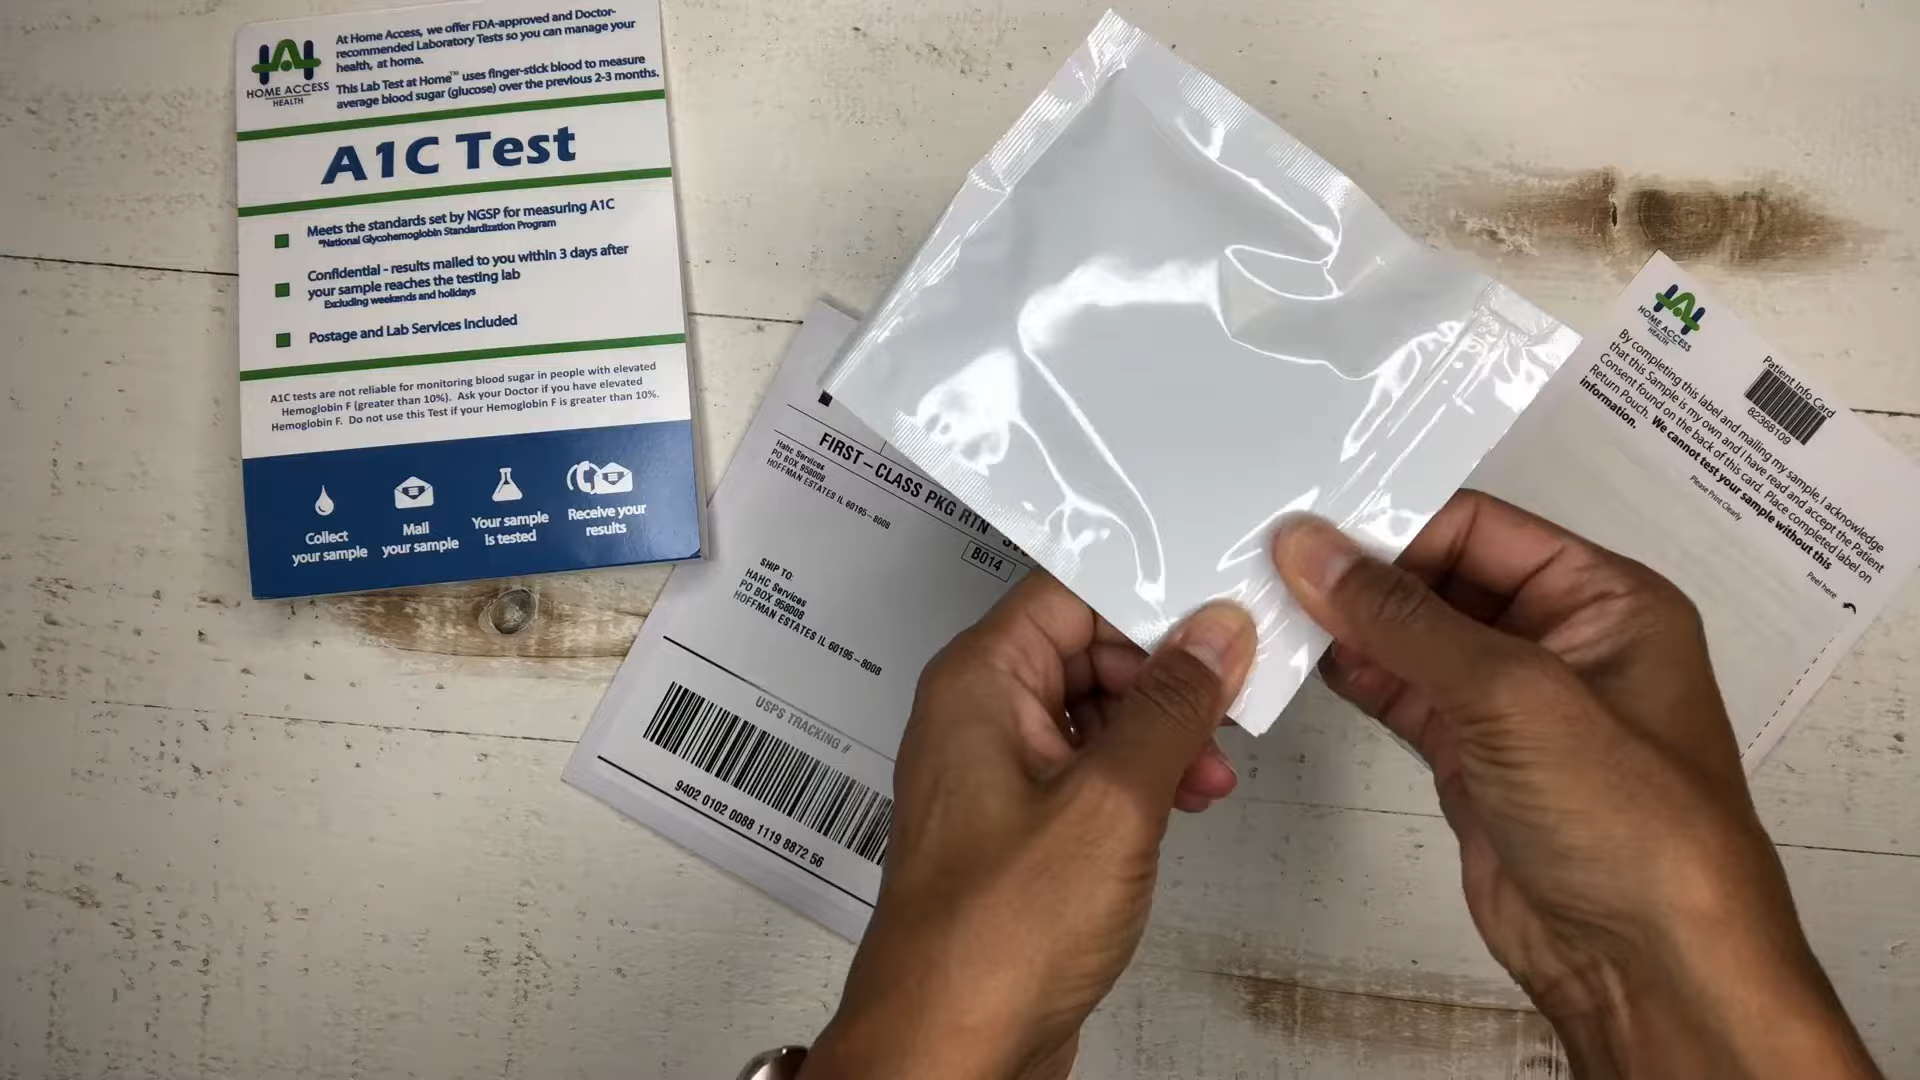 HOME ACCESS
HEALTH
At Home Access, we offer FDA-approved and Doctor-
recommended Laboratory Tests so you can manage your
health, at home.
This Lab Test at Home™ uses finger-stick blood to measure
average blood sugar (glucose) over the previous 2-3 months.
A1C Test
Meets the standards set by NGSP for measuring A1C
*National Glycohemoglobin Standardization Program
Confidential - results mailed to you within 3 days after
your sample reaches the testing lab
Excluding weekends and holidays
Postage and Lab Services Included
A1C tests are not reliable for monitoring blood sugar in people with elevated
Hemoglobin F (greater than 10%). Ask your Doctor if you have elevated
Hemoglobin F. Do not use this Test if your Hemoglobin F is greater than 10%.
Collect
your sample
Mail
your sample
Your sample
is tested
Receive your
results
FIRST-CLASS PKG RTN
Hahc Services
PO BOX 958008
HOFFMAN ESTATES IL 60195-8008
B014
SHIP TO:
HAHC Services
PO BOX 958008
HOFFMAN ESTATES IL 60195-8008
USPS TRACKING #
9402 0102 0088 1119 8872 56
HOME ACCESS
HEALTH
Patient Info Card
82368109
By completing this label and mailing my sample, I acknowledge
that this Sample is my own and I have read and accept the Patient
Consent found on the back of this card. Place completed label on
Return Pouch. We cannot test your sample without this
information.
Please Print Clearly
Peel here